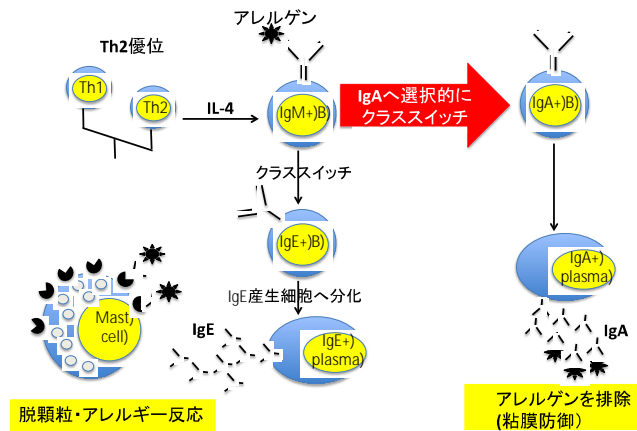 アレルゲン
Th2優位
Th1
Th2
IL-4
IgM+)B)
IgAへ選択的に
クラススイッチ
IgA+)B)
クラススイッチ
IgE+)B)
IgE産生細胞へ分化
Mast)
cell)
IgE
IgE+)
plasma)
IgA+)
plasma)
IgA
脱顆粒・アレルギー反応
アレルゲンを排除
(粘膜防御）